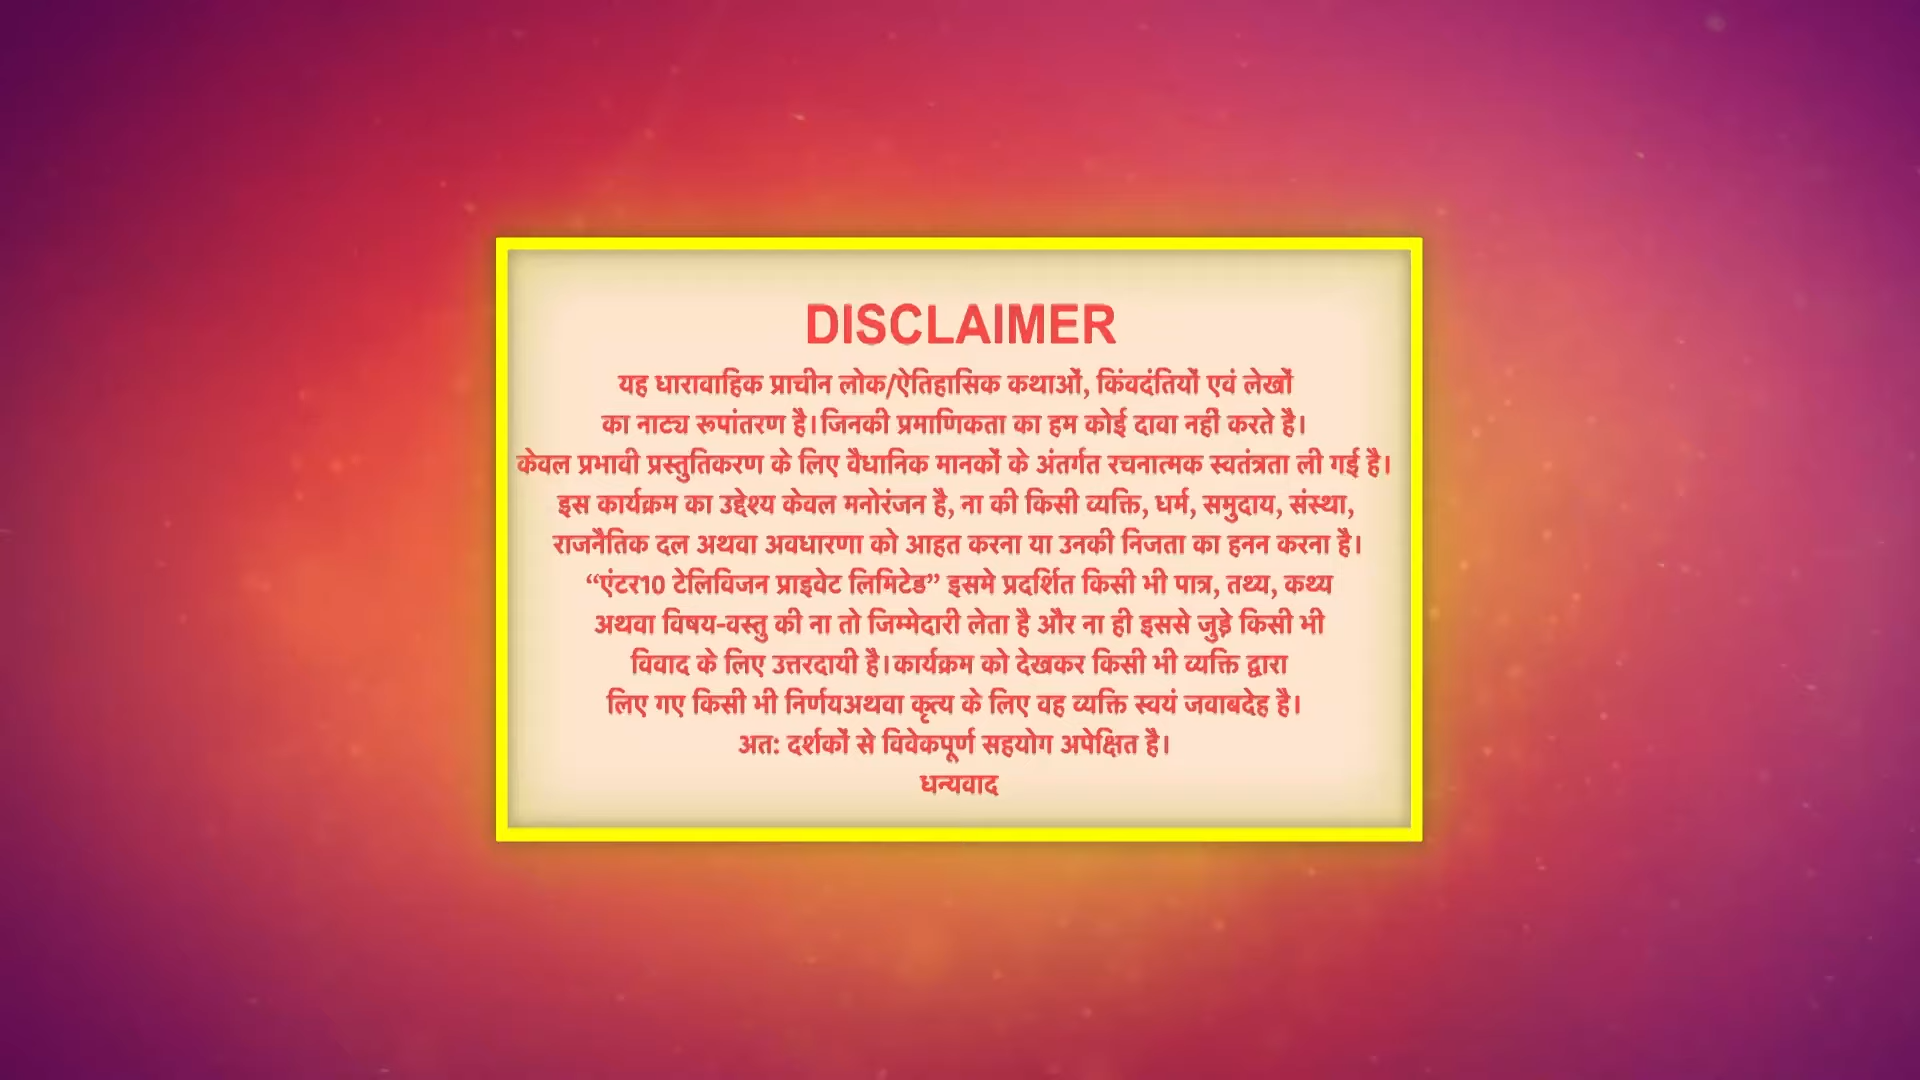 DISCLAIMER
यह धारावाहिक प्राचीन लोक/ऐतिहासिक कथाओं, किंवदंतियों एवं लेखों
का नाट्य रूपांतरण है। जिनकी प्रमाणिकता का हम कोई दावा नहीं करते है।
केवल प्रभावी प्रस्तुतिकरण के लिए वैधानिक मानकों के अंतर्गत रचनात्मक स्वतंत्रता ली गई है।
इस कार्यक्रम का उद्देश्य केवल मनोरंजन है, ना की किसी व्यक्ति, धर्म, समुदाय, संस्था,
राजनैतिक दल अथवा अवधारणा को आहत करना या उनकी निजता का हनन करना है।
“एंटर10 टेलिविजन प्राइवेट लिमिटेड” इसमे प्रदर्शित किसी भी पात्र, तथ्य, कथ्य
अथवा विषय-वस्तु की ना तो जिम्मेदारी लेता है और ना ही इससे जुड़े किसी भी
विवाद के लिए उत्तरदायी है। कार्यक्रम को देखकर किसी भी व्यक्ति द्वारा
लिए गए किसी भी निर्णयअथवा कृत्य के लिए वह व्यक्ति स्वयं जवाबदेह है।
अत: दर्शकों से विवेकपूर्ण सहयोग अपेक्षित है।
धन्यवाद